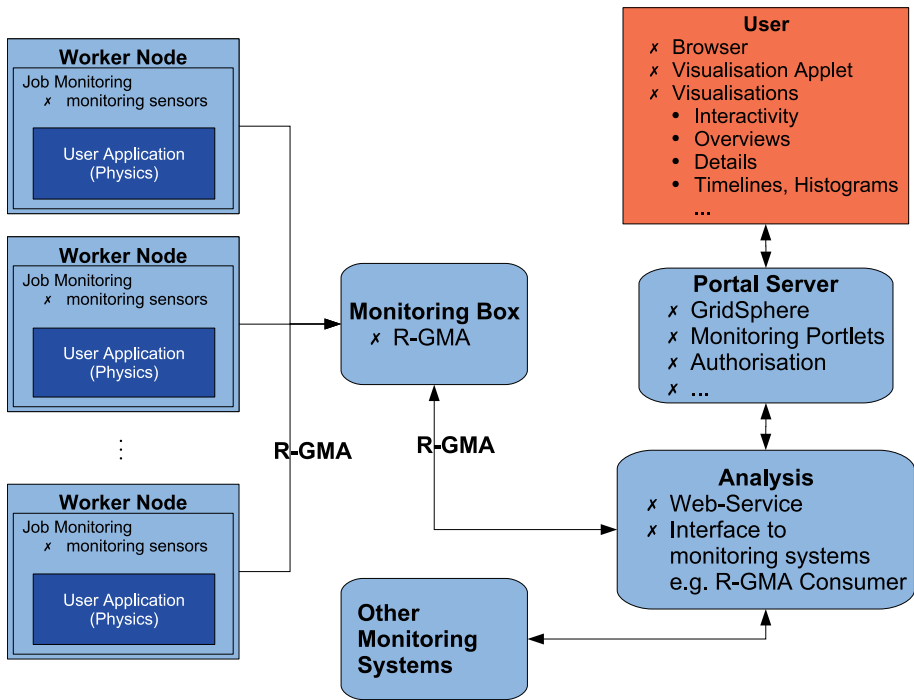 Worker Node
Job Monitoring
✗ monitoring sensors
User Application
(Physics)
Worker Node
Job Monitoring
✗ monitoring sensors
User Application
(Physics)
⋮
Worker Node
Job Monitoring
✗ monitoring sensors
User Application
(Physics)
R-GMA
Monitoring Box
✗ R-GMA
R-GMA
Other
Monitoring
Systems
User
✗ Browser
✗ Visualisation Applet
✗ Visualisations
• Interactivity
• Overviews
• Details
• Timelines, Histograms
...
Portal Server
✗ GridSphere
✗ Monitoring Portlets
✗ Authorisation
✗ ...
Analysis
✗ Web-Service
✗ Interface to
monitoring systems
e.g. R-GMA Consumer